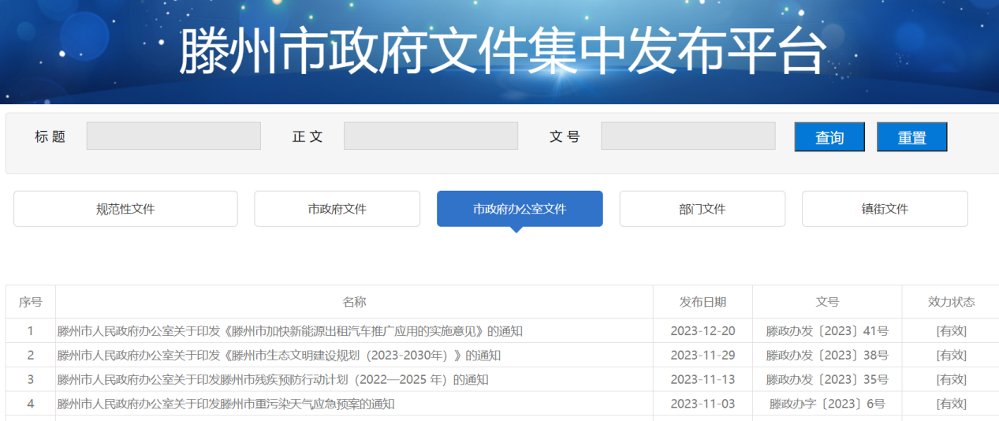 滕州市政府文件集中发布平台
标 题 正 文 文 号 查询 重置
规范性文件 市政府文件 市政府办公室文件 部门文件 镇街文件
序号 名称 发布日期 文号 效力状态
1 滕州市人民政府办公室关于印发《滕州市加快新能源出租汽车推广应用的实施意见》的通知 2023-12-20 滕政办发〔2023〕41号 [有效]
2 滕州市人民政府办公室关于印发《滕州市生态文明建设规划（2023-2030年）》的通知 2023-11-29 滕政办发〔2023〕38号 [有效]
3 滕州市人民政府办公室关于印发滕州市残疾预防行动计划（2022—2025 年）的通知 2023-11-13 滕政办发〔2023〕35号 [有效]
4 滕州市人民政府办公室关于印发滕州市重污染天气应急预案的通知 2023-11-03 滕政办字〔2023〕6号 [有效]